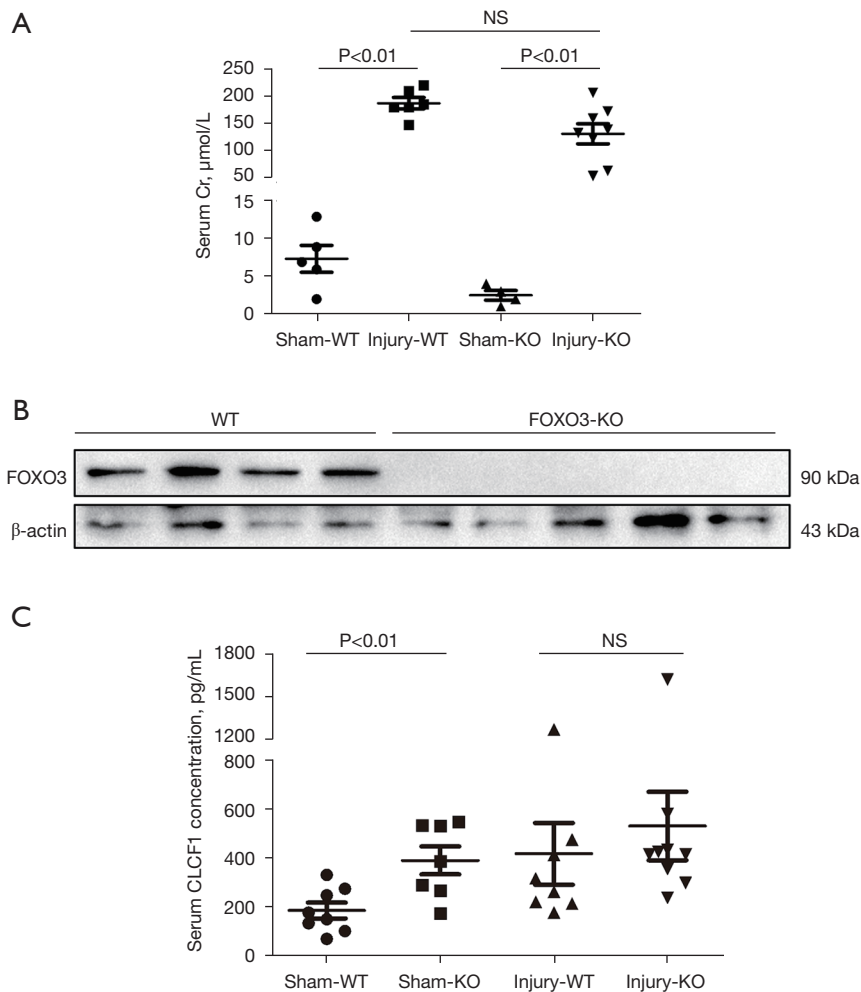 A
NS
P<0.01 P<0.01
Serum Cr, μmol/L
250
200
150
100
50
15
10
5
0
Sham-WT Injury-WT Sham-KO Injury-KO
B
WT FOXO3-KO
FOXO3 90 kDa
β-actin 43 kDa
C
P<0.01 NS
Serum CLCF1 concentration, pg/mL
1800
1500
1200
800
600
400
200
0
Sham-WT Sham-KO Injury-WT Injury-KO